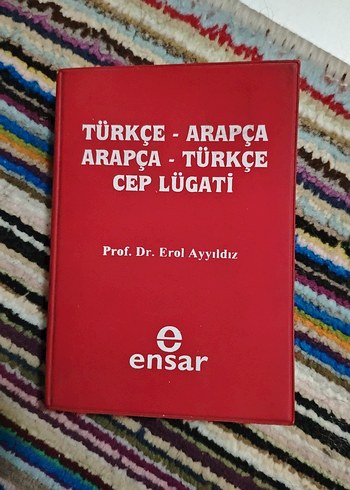 TÜRKÇE - ARAPÇA
ARAPÇA - TÜRKÇE
CEP LÜGATİ
Prof. Dr. Erol Ayyıldız
ensar